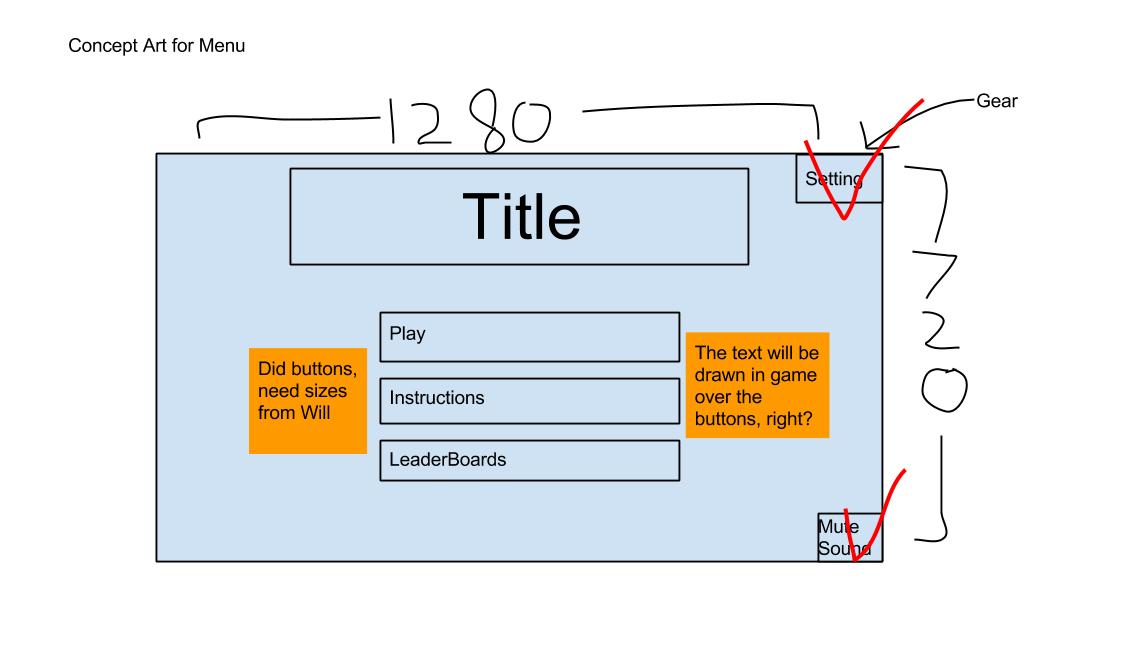 Concept Art for Menu
1280
Gear
Setting
Title
720
Play
The text will be
drawn in game
over the
buttons, right?
Did buttons,
need sizes
from Will
Instructions
LeaderBoards
Mute
Sound